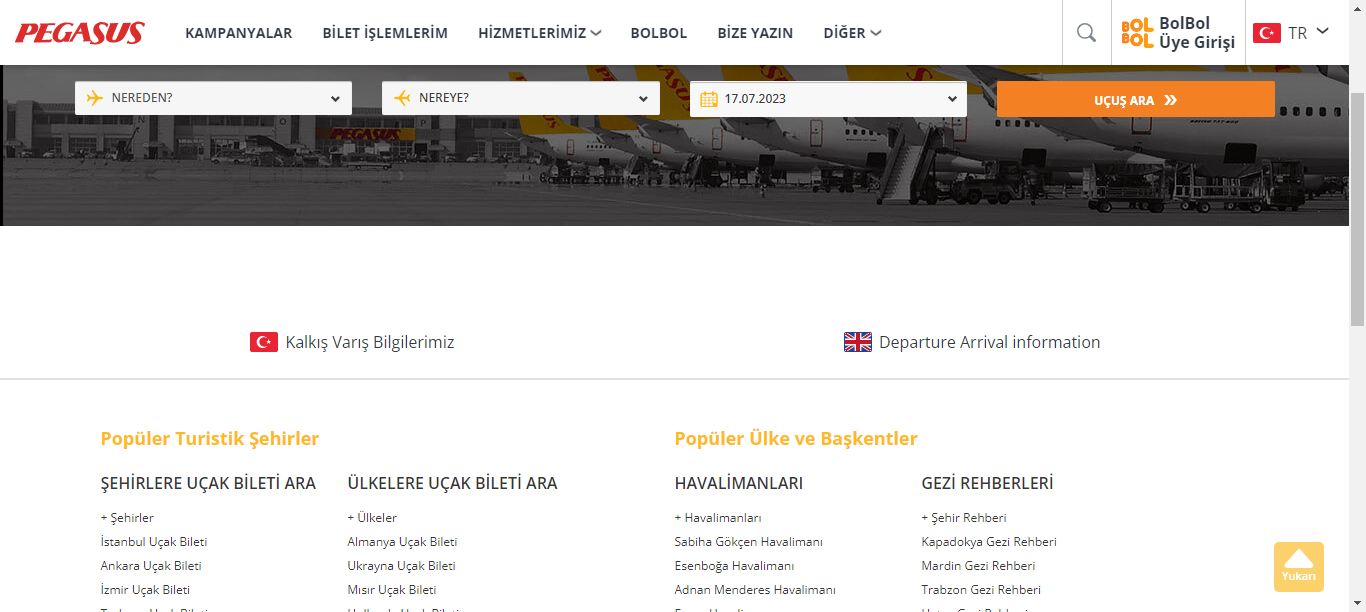 PEGASUS
KAMPANYALAR
BİLET İŞLEMLERİM
HİZMETLERİMİZ
BOLBOL
BİZE YAZIN
DİĞER
BOL
BOL
BolBol
Üye Girişi
TR
NEREDEN?
NEREYE?
17.07.2023
UÇUŞ ARA
PEGASUS
Kalkış Varış Bilgilerimiz
Departure Arrival information
Popüler Turistik Şehirler
Popüler Ülke ve Başkentler
ŞEHİRLERE UÇAK BİLETİ ARA
ÜLKELERE UÇAK BİLETİ ARA
HAVALİMANLARI
GEZİ REHBERLERİ
+ Şehirler
+ Ülkeler
+ Havalimanları
+ Şehir Rehberi
İstanbul Uçak Bileti
Almanya Uçak Bileti
Sabiha Gökçen Havalimanı
Kapadokya Gezi Rehberi
Ankara Uçak Bileti
Ukrayna Uçak Bileti
Esenboğa Havalimanı
Mardin Gezi Rehberi
İzmir Uçak Bileti
Mısır Uçak Bileti
Adnan Menderes Havalimanı
Trabzon Gezi Rehberi
Yukarı